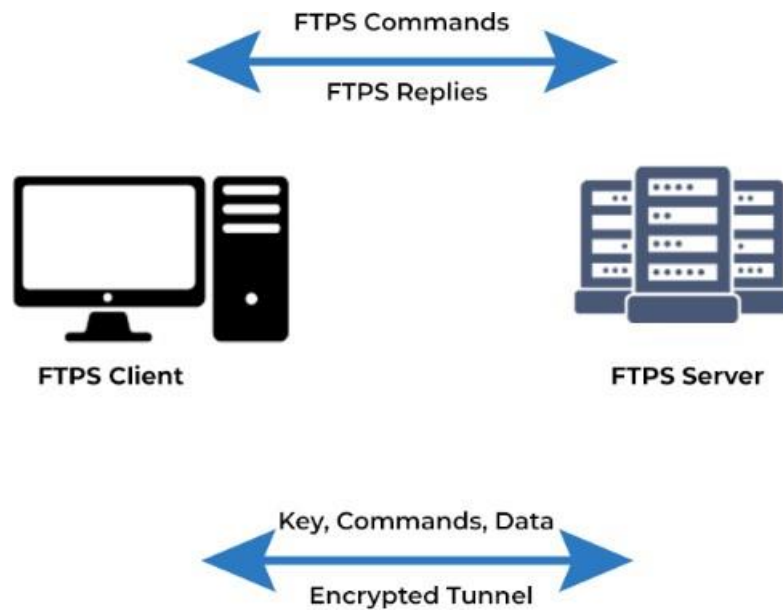 FTPS Commands
FTPS Replies
FTPS Client
FTPS Server
Key, Commands, Data
Encrypted Tunnel